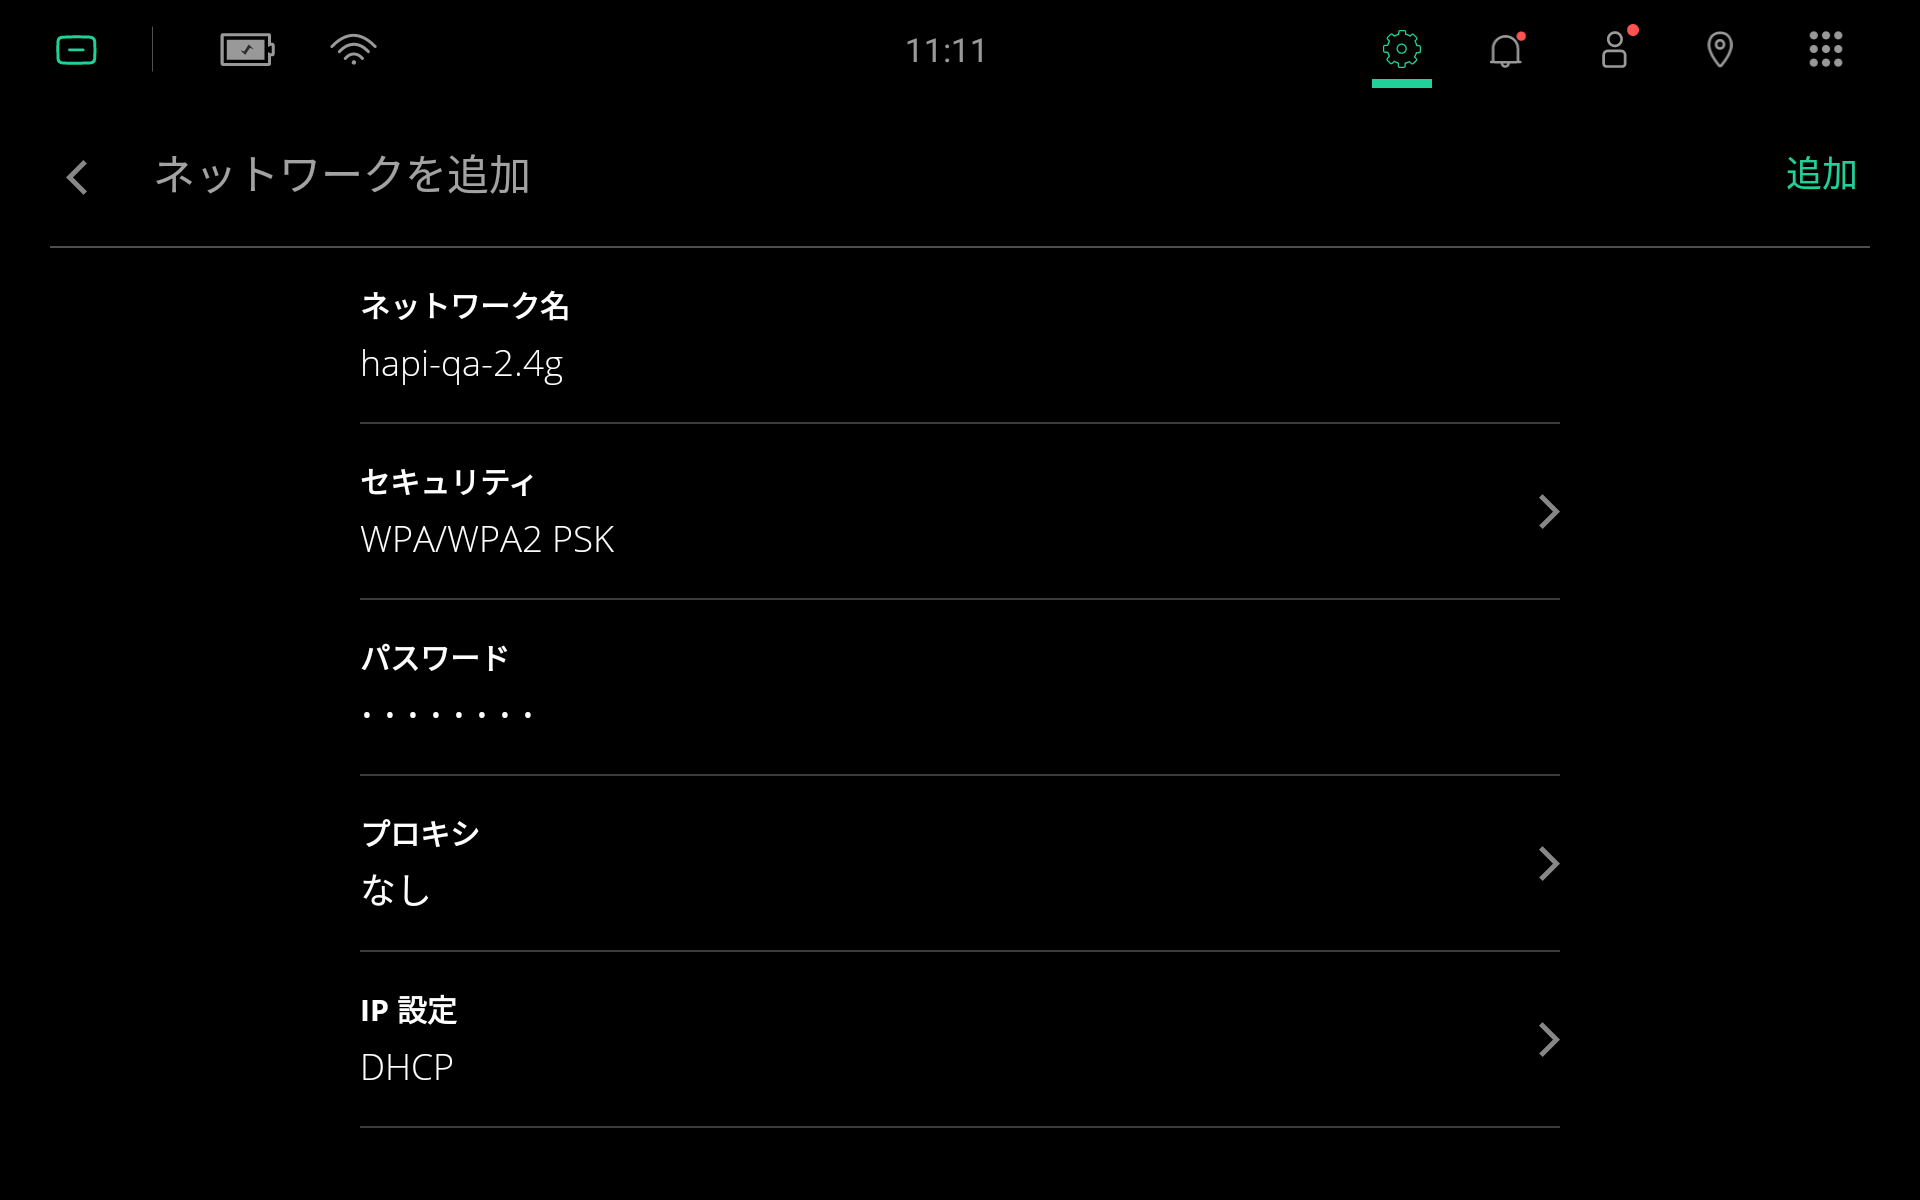 11:11
ネットワークを追加
追加
ネットワーク名
hapi-qa-2.4g
セキュリティ
WPA/WPA2 PSK
パスワード
・・・・・・・・
プロキシ
なし
IP 設定
DHCP